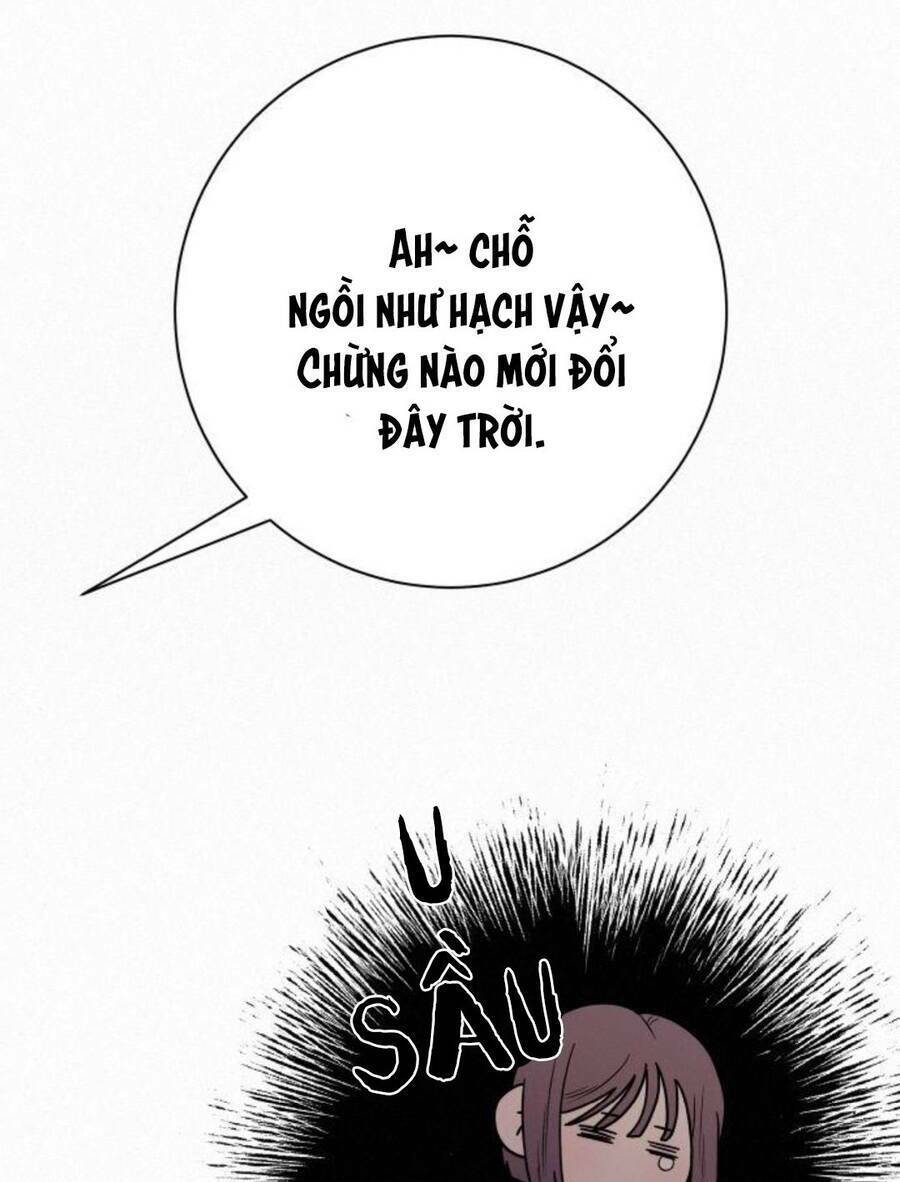 AH~ CHỖ
NGỒI NHƯ HẠCH VẬY~
CHỪNG NÀO MỚI ĐỔI
ĐÂY TRỜI.
U
SẦU